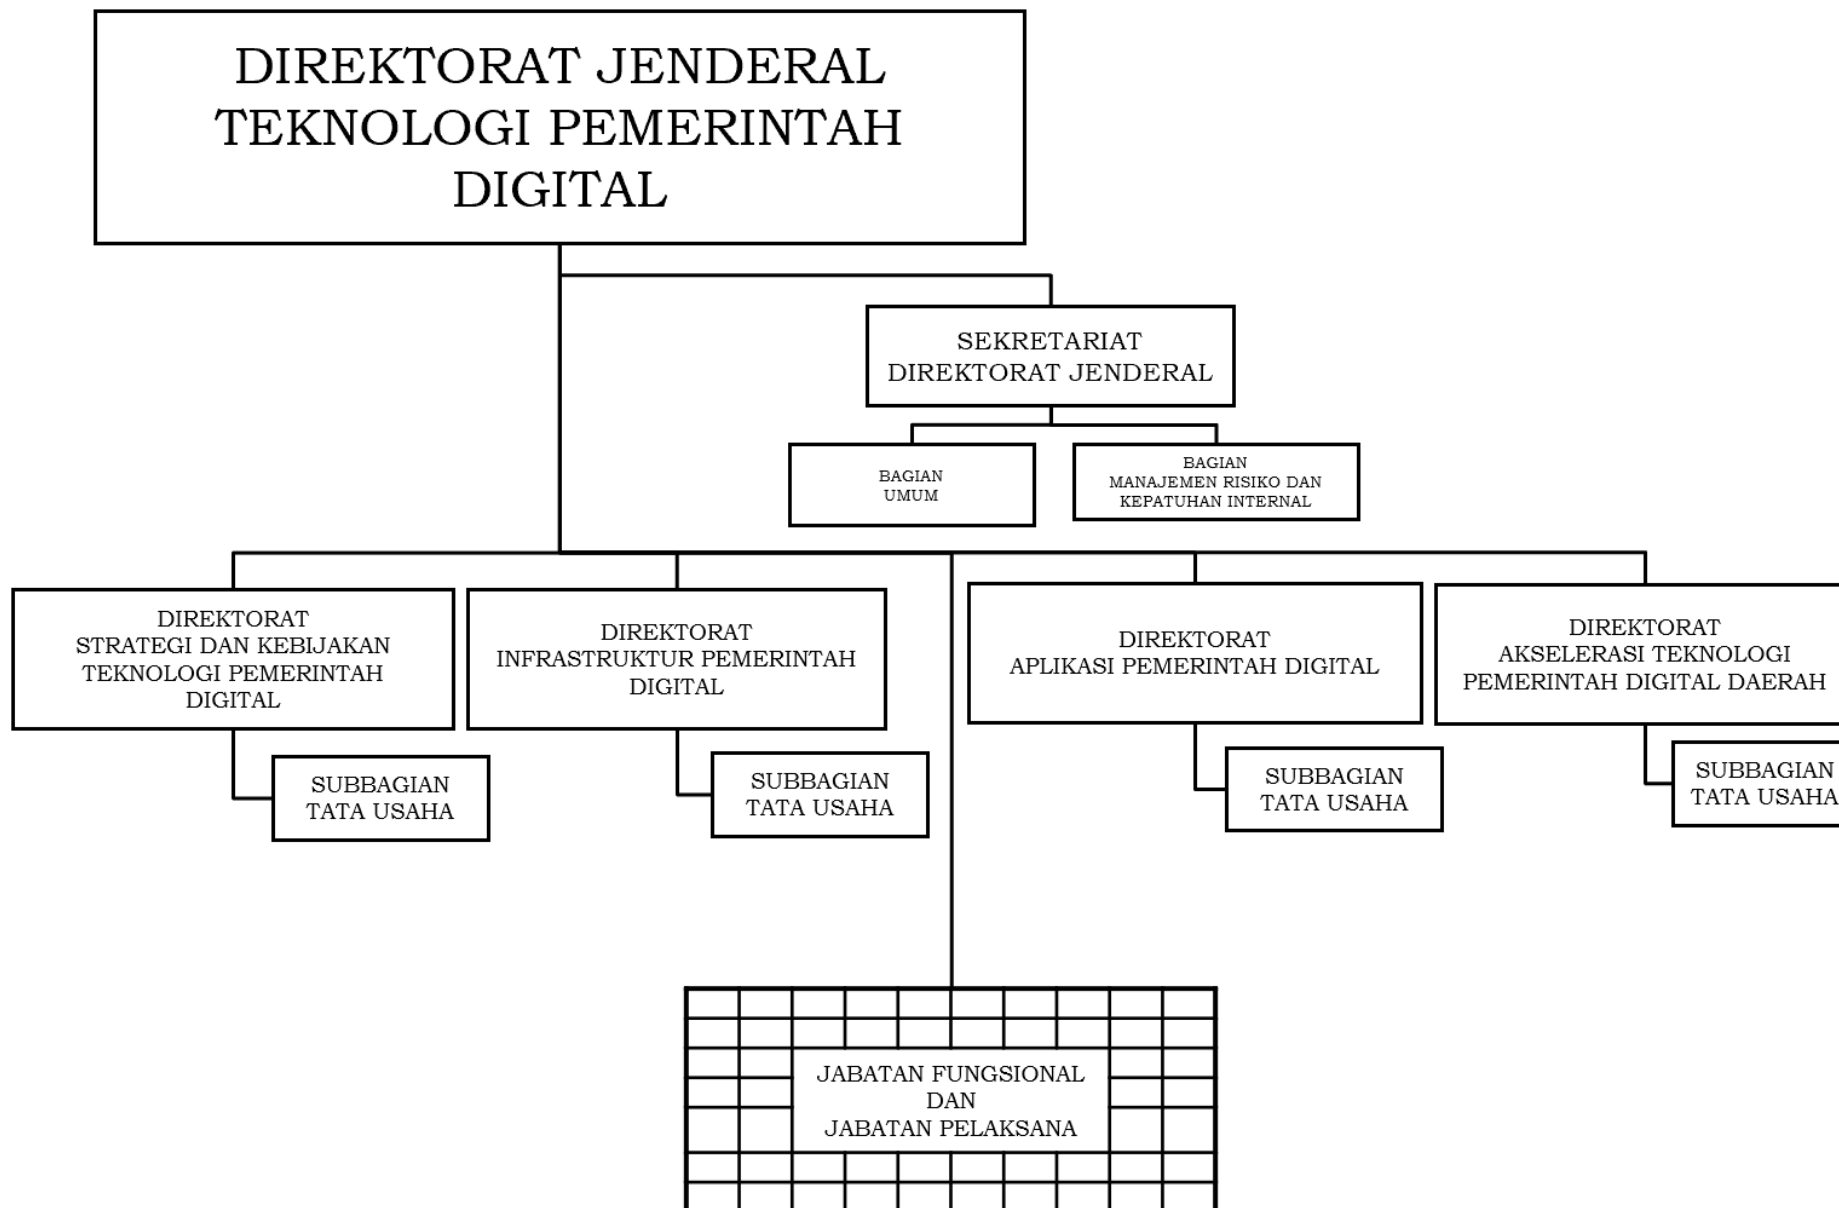 DIREKTORAT JENDERAL
TEKNOLOGI PEMERINTAH
DIGITAL
SEKRETARIAT
DIREKTORAT JENDERAL
BAGIAN
UMUM
BAGIAN
MANAJEMEN RISIKO DAN
KEPATUHAN INTERNAL
DIREKTORAT
STRATEGI DAN KEBIJAKAN
TEKNOLOGI PEMERINTAH
DIGITAL
DIREKTORAT
INFRASTRUKTUR PEMERINTAH
DIGITAL
DIREKTORAT
APLIKASI PEMERINTAH DIGITAL
DIREKTORAT
AKSELERASI TEKNOLOGI
PEMERINTAH DIGITAL DAERAH
SUBBAGIAN
TATA USAHA
SUBBAGIAN
TATA USAHA
SUBBAGIAN
TATA USAHA
SUBBAGIAN
TATA USAHA
JABATAN FUNGSIONAL
DAN
JABATAN PELAKSANA